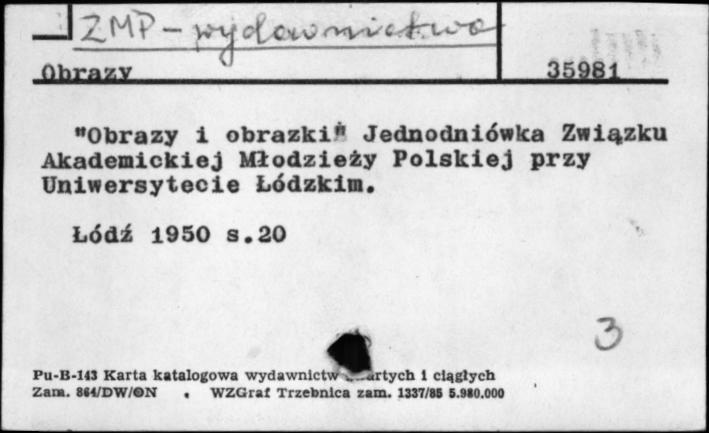 ZMP - wydawnictwo
Obrazy 35981
"Obrazy i obrazki" Jednodniówka Związku
Akademickiej Młodzieży Polskiej przy
Uniwersytecie Łódzkim.
Łódź 1950 s.20
3
Pu-B-143 Karta katalogowa wydawnictw artych i ciągłych
Zam. 864/DW/ON . WZGraf Trzebnica zam. 1337/85 5.980.000